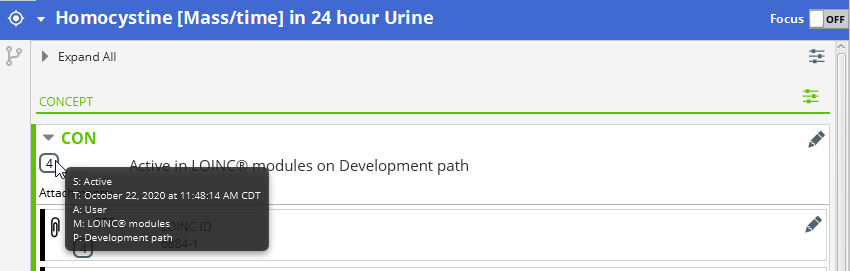 Homocystine [Mass/time] in 24 hour Urine
Focus OFF
Expand All
CONCEPT
CON
4
Active in LOINC® modules on Development path
S: Active
T: October 22, 2020 at 11:48:14 AM CDT
A: User
M: LOINC® modules
P: Development path
LOINC ID
6884-1
4